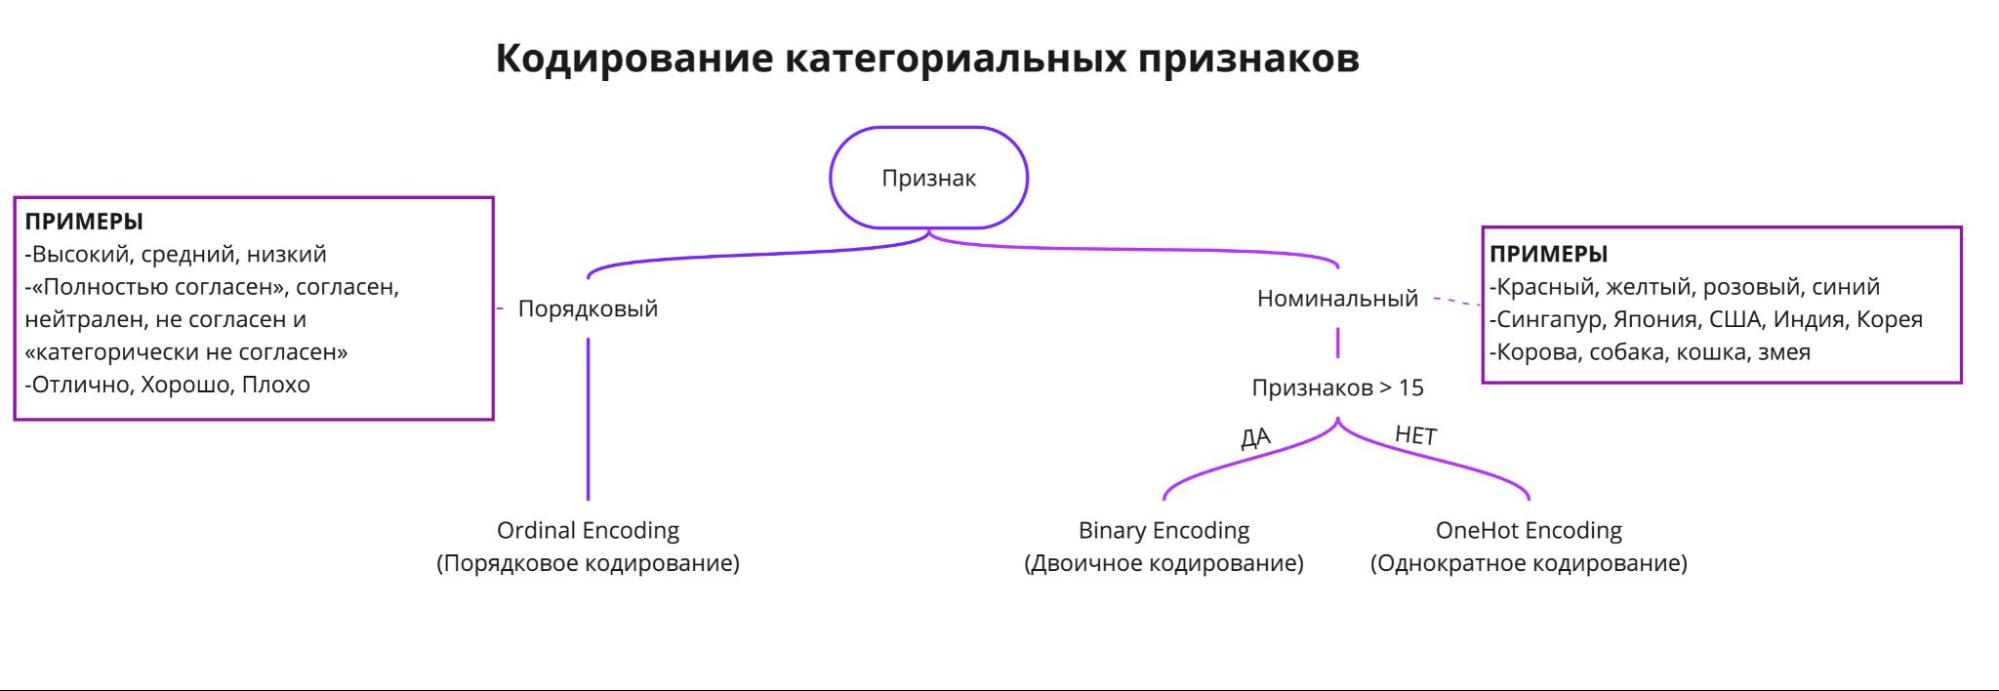 Кодирование категориальных признаков
Признак
ПРИМЕРЫ
-Высокий, средний, низкий
-«Полностью согласен», согласен,
нейтрален, не согласен и
«категорически не согласен»
-Отлично, Хорошо, Плохо
Порядковый
Номинальный
ПРИМЕРЫ
-Красный, желтый, розовый, синий
-Сингапур, Япония, США, Индия, Корея
-Корова, собака, кошка, змея
Признаков > 15
ДА
НЕТ
Ordinal Encoding
(Порядковое кодирование)
Binary Encoding
(Двоичное кодирование)
OneHot Encoding
(Однократное кодирование)